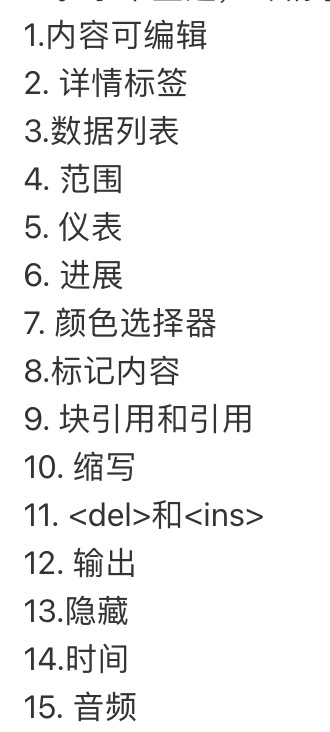 1.内容可编辑
2. 详情标签
3.数据列表
4. 范围
5. 仪表
6. 进展
7. 颜色选择器
8.标记内容
9. 块引用和引用
10. 缩写
11. <del>和<ins>
12. 输出
13.隐藏
14.时间
15. 音频